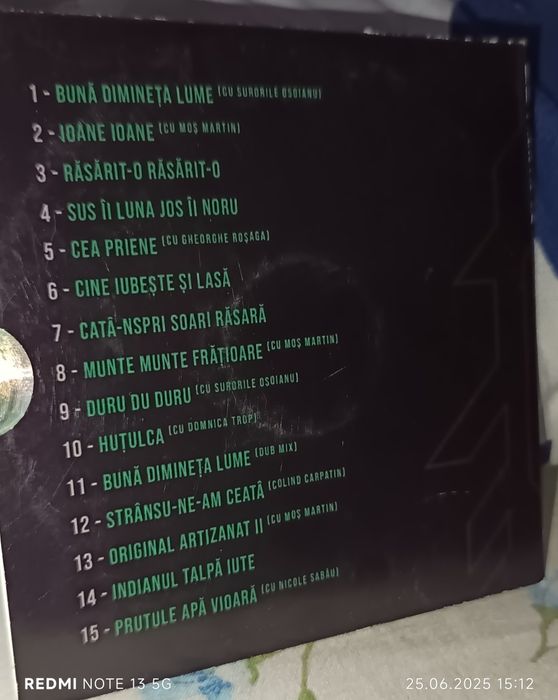 1 - BUNĂ DIMINEȚA LUME (CU SURORILE OSOIANU)
2 - IOANE IOANE (CU MOȘ MARTIN)
3 - RĂSĂRIT-O RĂSĂRIT-O
4 - SUS ÎI LUNA JOS ÎI NORU
5 - CEA PRIENE (CU GHEORGHE ROȘAGA)
6 - CINE IUBEȘTE ȘI LASĂ
7 - CATĂ-NSPRI SOARI RĂSARĂ
8 - MUNTE MUNTE FRĂȚIOARE (CU MOȘ MARTIN)
9 - DURU DU DURU (CU SURORILE OSOIANU)
10 - HUȚULCA (CU DOMNICA TROP)
11 - BUNĂ DIMINEȚA LUME (DUB MIX)
12 - STRÂNSU-NE-AM CEATĂ (COLIND CARPATIN)
13 - ORIGINAL ARTIZANAT II (CU MOȘ MARTIN)
14 - INDIANUL TALPĂ IUTE
15 - PRUTULE APĂ VIOARĂ (CU NICOLE SABĂU)
REDMI NOTE 13 5G
25.06.2025 15:12